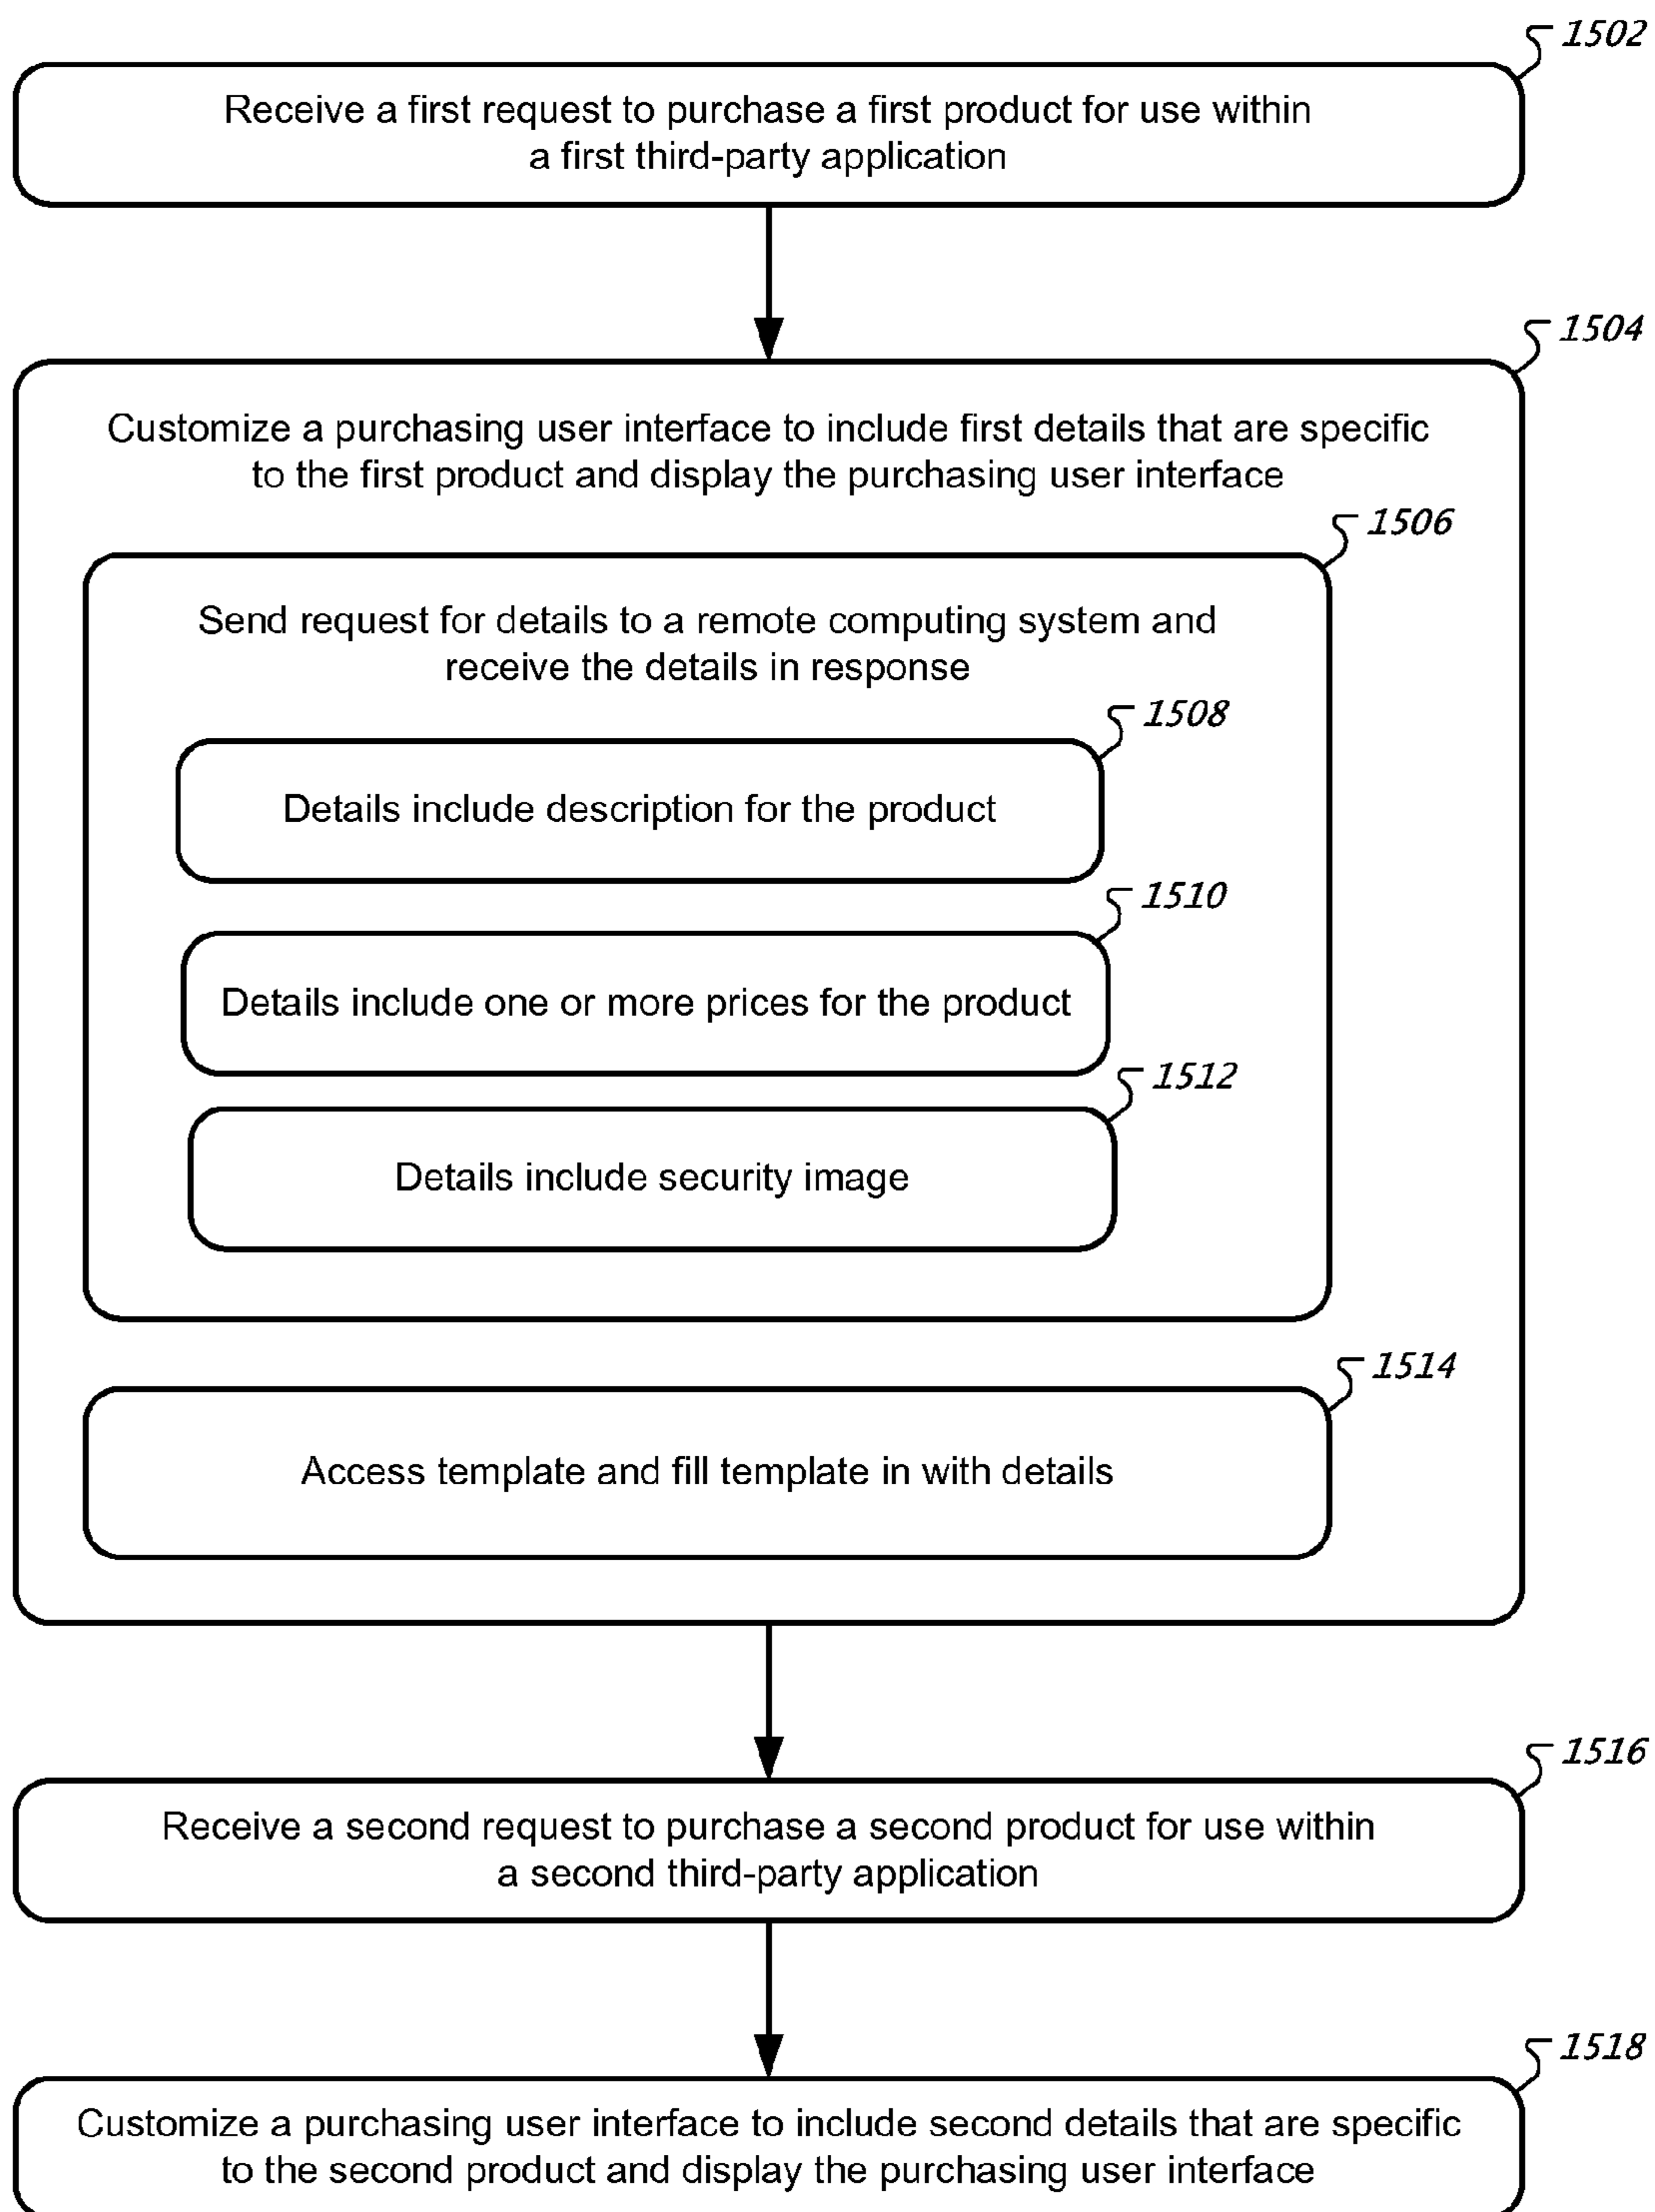 1502
Receive a first request to purchase a first product for use within
a first third-party application
1504
Customize a purchasing user interface to include first details that are specific
to the first product and display the purchasing user interface
1506
Send request for details to a remote computing system and
receive the details in response
1508
Details include description for the product
1510
Details include one or more prices for the product
1512
Details include security image
1514
Access template and fill template in with details
1516
Receive a second request to purchase a second product for use within
a second third-party application
1518
Customize a purchasing user interface to include second details that are specific
to the second product and display the purchasing user interface